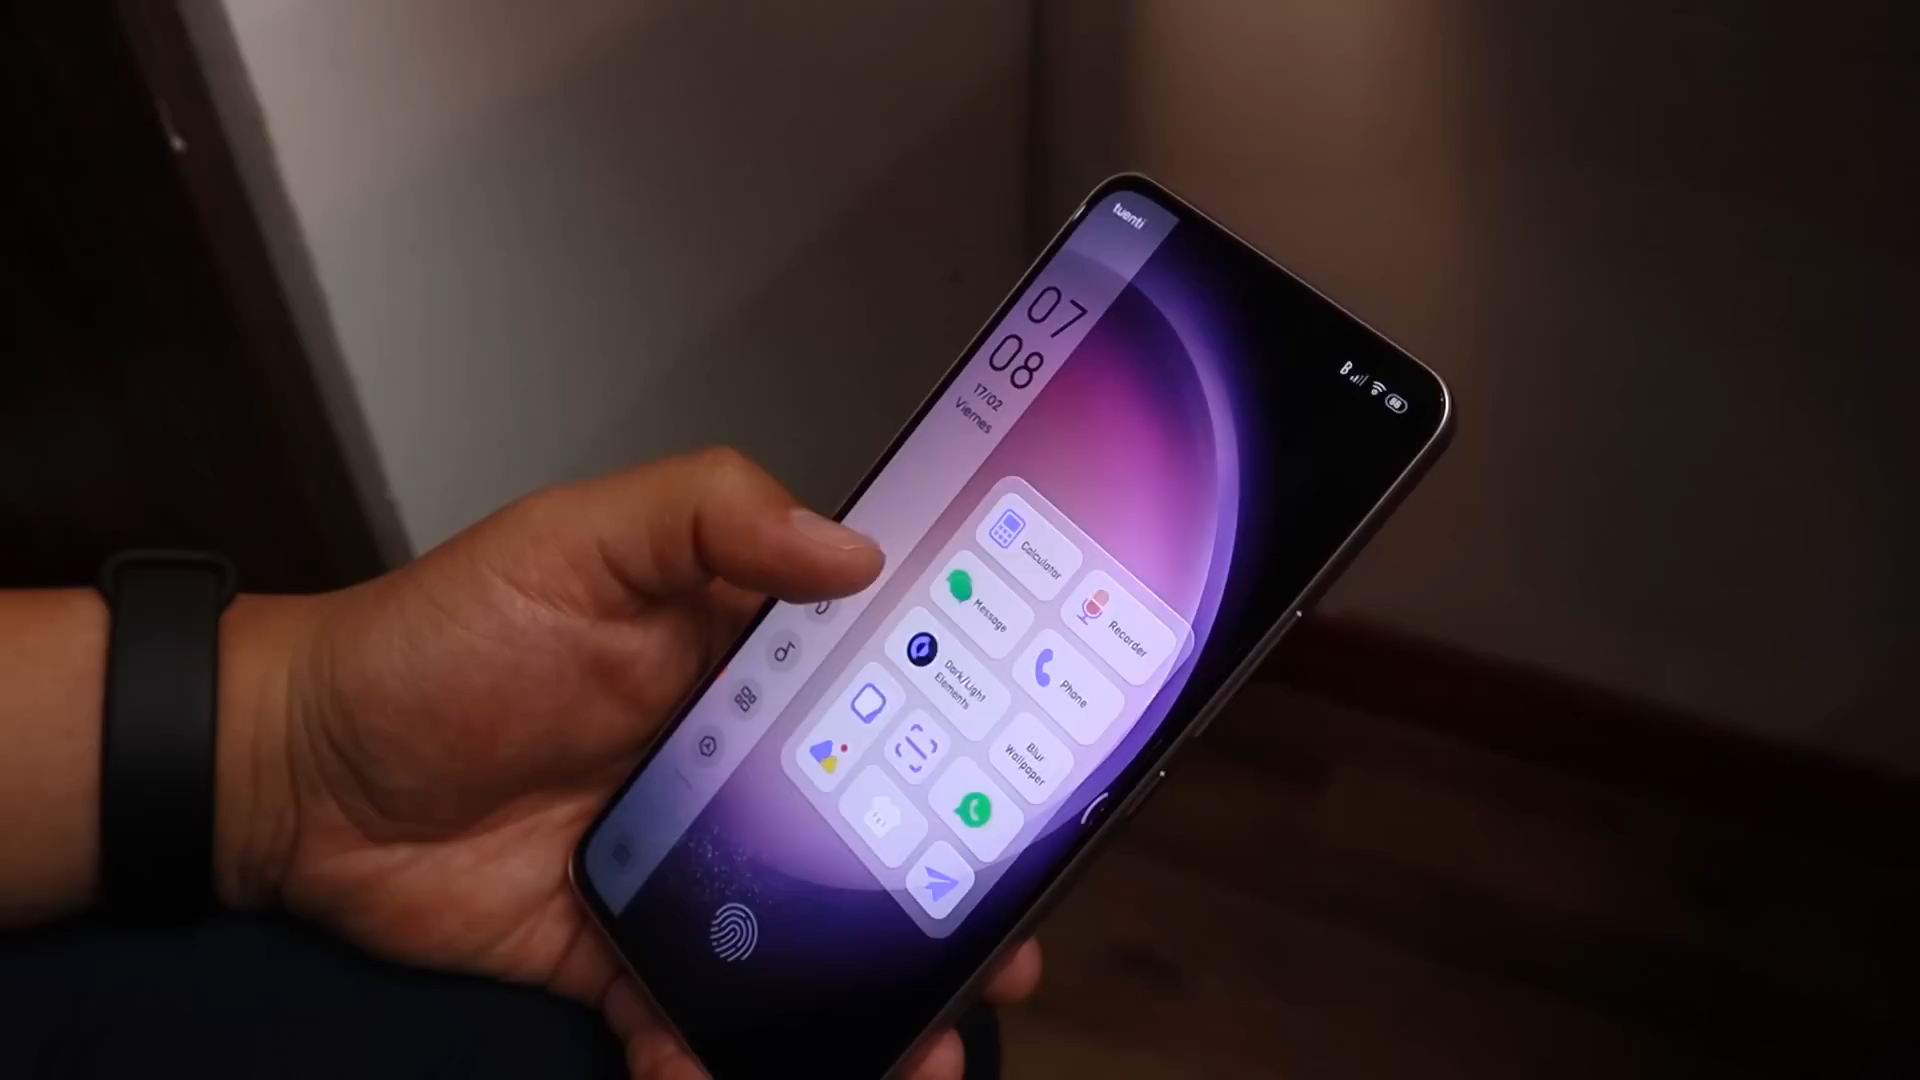 tuenti
07
08
17/02
Viernes
Calculator
Recorder
Message
Phone
Dark/Light
Elements
Blur
Wallpaper